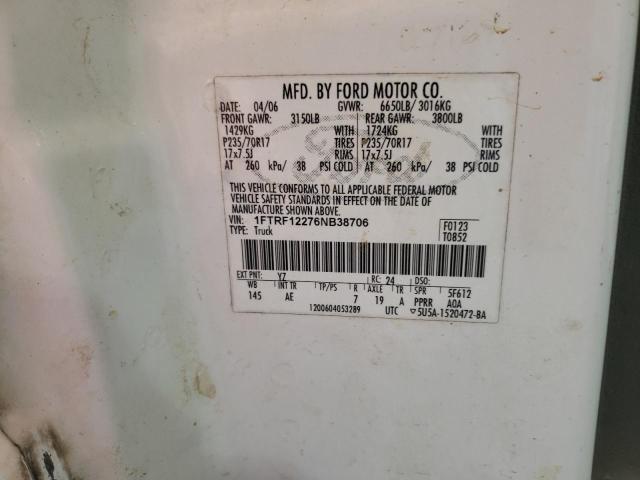 MFD. BY FORD MOTOR CO.
DATE: 04/06 GVWR: 6650LB/ 3016KG
FRONT GAWR: 3150LB REAR GAWR: 3800LB
1429KG WITH 1724KG WITH
P235/70R17 TIRES P235/70R17 TIRES
17x7.5J RIMS 17x7.5J RIMS
AT 260 kPa/ 38 PSI COLD AT 260 kPa/ 38 PSI COLD
THIS VEHICLE CONFORMS TO ALL APPLICABLE FEDERAL MOTOR
VEHICLE SAFETY STANDARDS IN EFFECT ON THE DATE OF
MANUFACTURE SHOWN ABOVE.
VIN: 1FTRF12276NB38706 F0123
TYPE: Truck T0852
EXT PNT: YZ RC: 24 DSO:
WB INT TR TP/PS R AXLE TR SPR 5F612
145 AE 7 19 A PPRR AOA
1200604053289 UTC ▽5U5A-1520472-BA